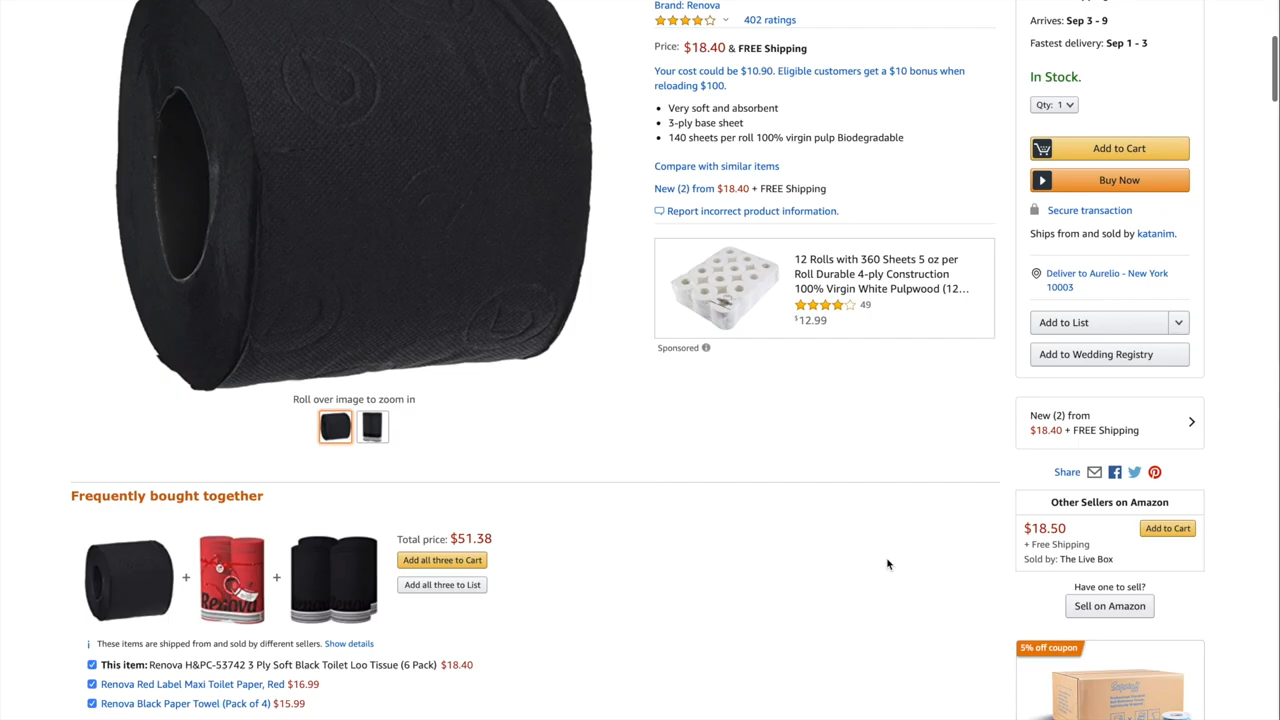 Brand: Renova
402 ratings
Price: $18.40 & FREE Shipping
Your cost could be $10.90. Eligible customers get a $10 bonus when
reloading $100.
• Very soft and absorbent
• 3-ply base sheet
• 140 sheets per roll 100% virgin pulp Biodegradable
Compare with similar items
New (2) from $18.40 + FREE Shipping
Report incorrect product information.
12 Rolls with 360 Sheets 5 oz per
Roll Durable 4-ply Construction
100% Virgin White Pulpwood (12...
49
$12.99
Sponsored
Roll over image to zoom in
Arrives: Sep 3 - 9
Fastest delivery: Sep 1 - 3
In Stock.
Qty: 1
Add to Cart
Buy Now
Secure transaction
Ships from and sold by katanim.
Deliver to Aurelio - New York
10003
Add to List
Add to Wedding Registry
New (2) from
$18.40 + FREE Shipping
Share
Other Sellers on Amazon
$18.50
Add to Cart
+ Free Shipping
Sold by: The Live Box
Have one to sell?
Sell on Amazon
5% off coupon
Frequently bought together
Renova
+
+
Total price: $51.38
Add all three to Cart
Add all three to List
These items are shipped from and sold by different sellers. Show details
This item: Renova H&PC-53742 3 Ply Soft Black Toilet Loo Tissue (6 Pack) $18.40
Renova Red Label Maxi Toilet Paper, Red $16.99
Renova Black Paper Towel (Pack of 4) $15.99